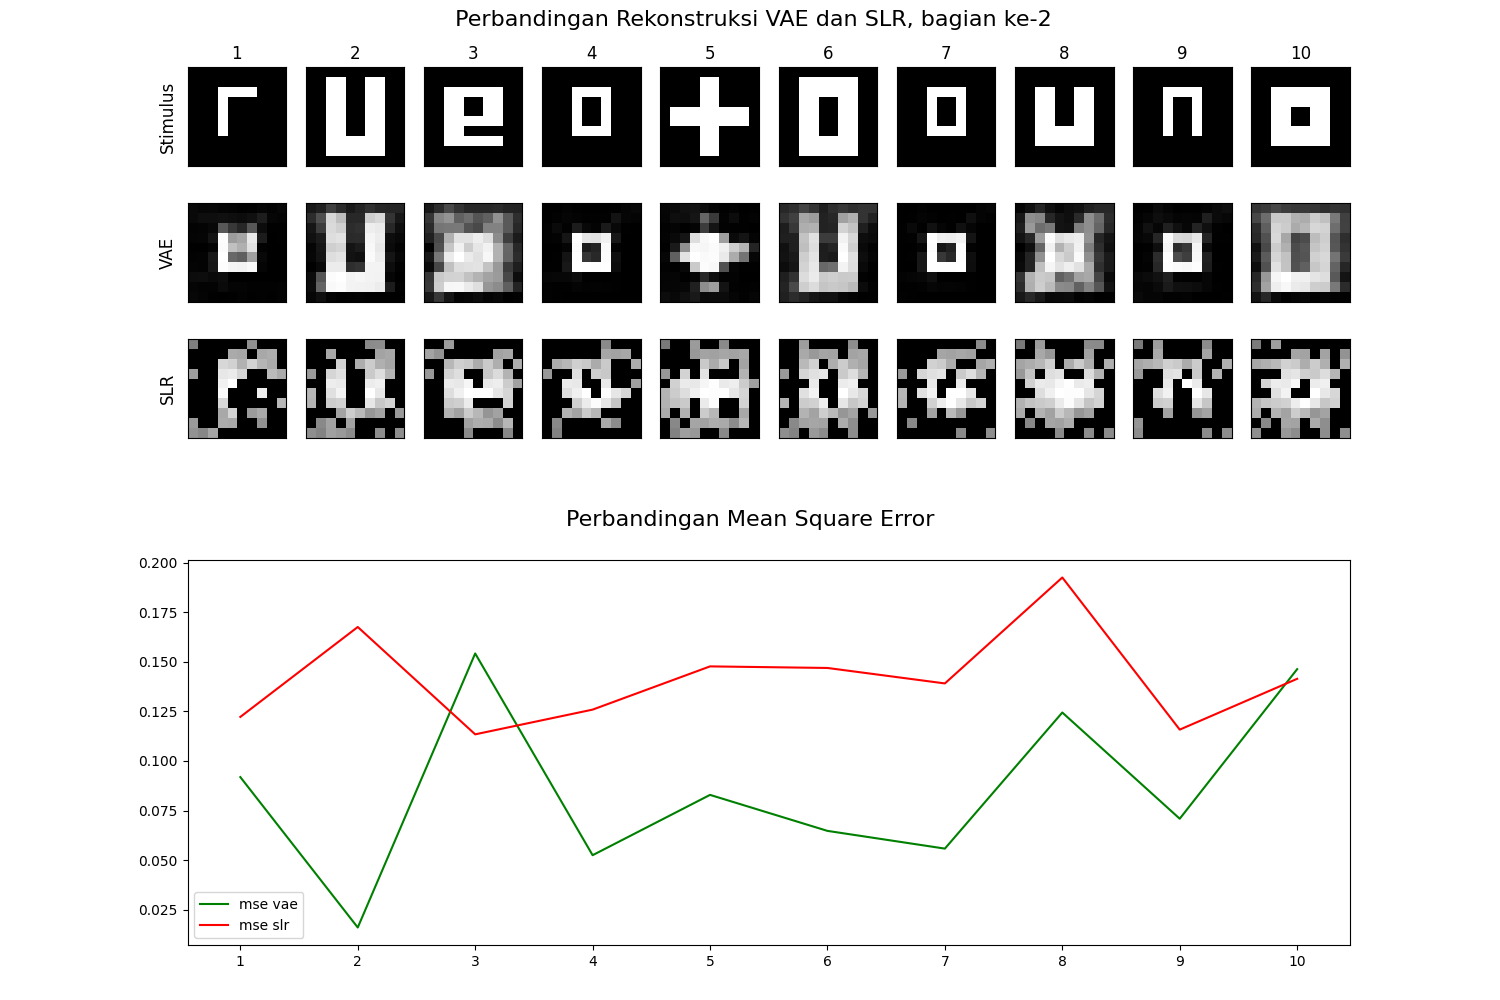 Perbandingan Rekonstruksi VAE dan SLR, bagian ke-2
1 2 3 4 5 6 7 8 9 10
Stimulus
VAE
SLR
Perbandingan Mean Square Error
0.200
0.175
0.150
0.125
0.100
0.075
0.050
0.025
mse vae
mse slr
1 2 3 4 5 6 7 8 9 10